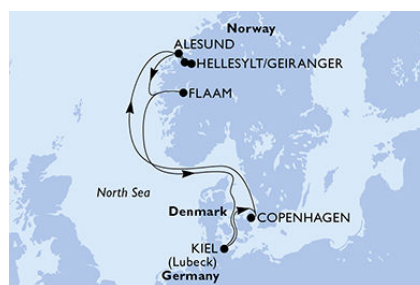 Norway
ALESUND
HELLESYLT/GEIRANGER
FLAAM
North Sea
Denmark
COPENHAGEN
KIEL
(Lubeck)
Germany